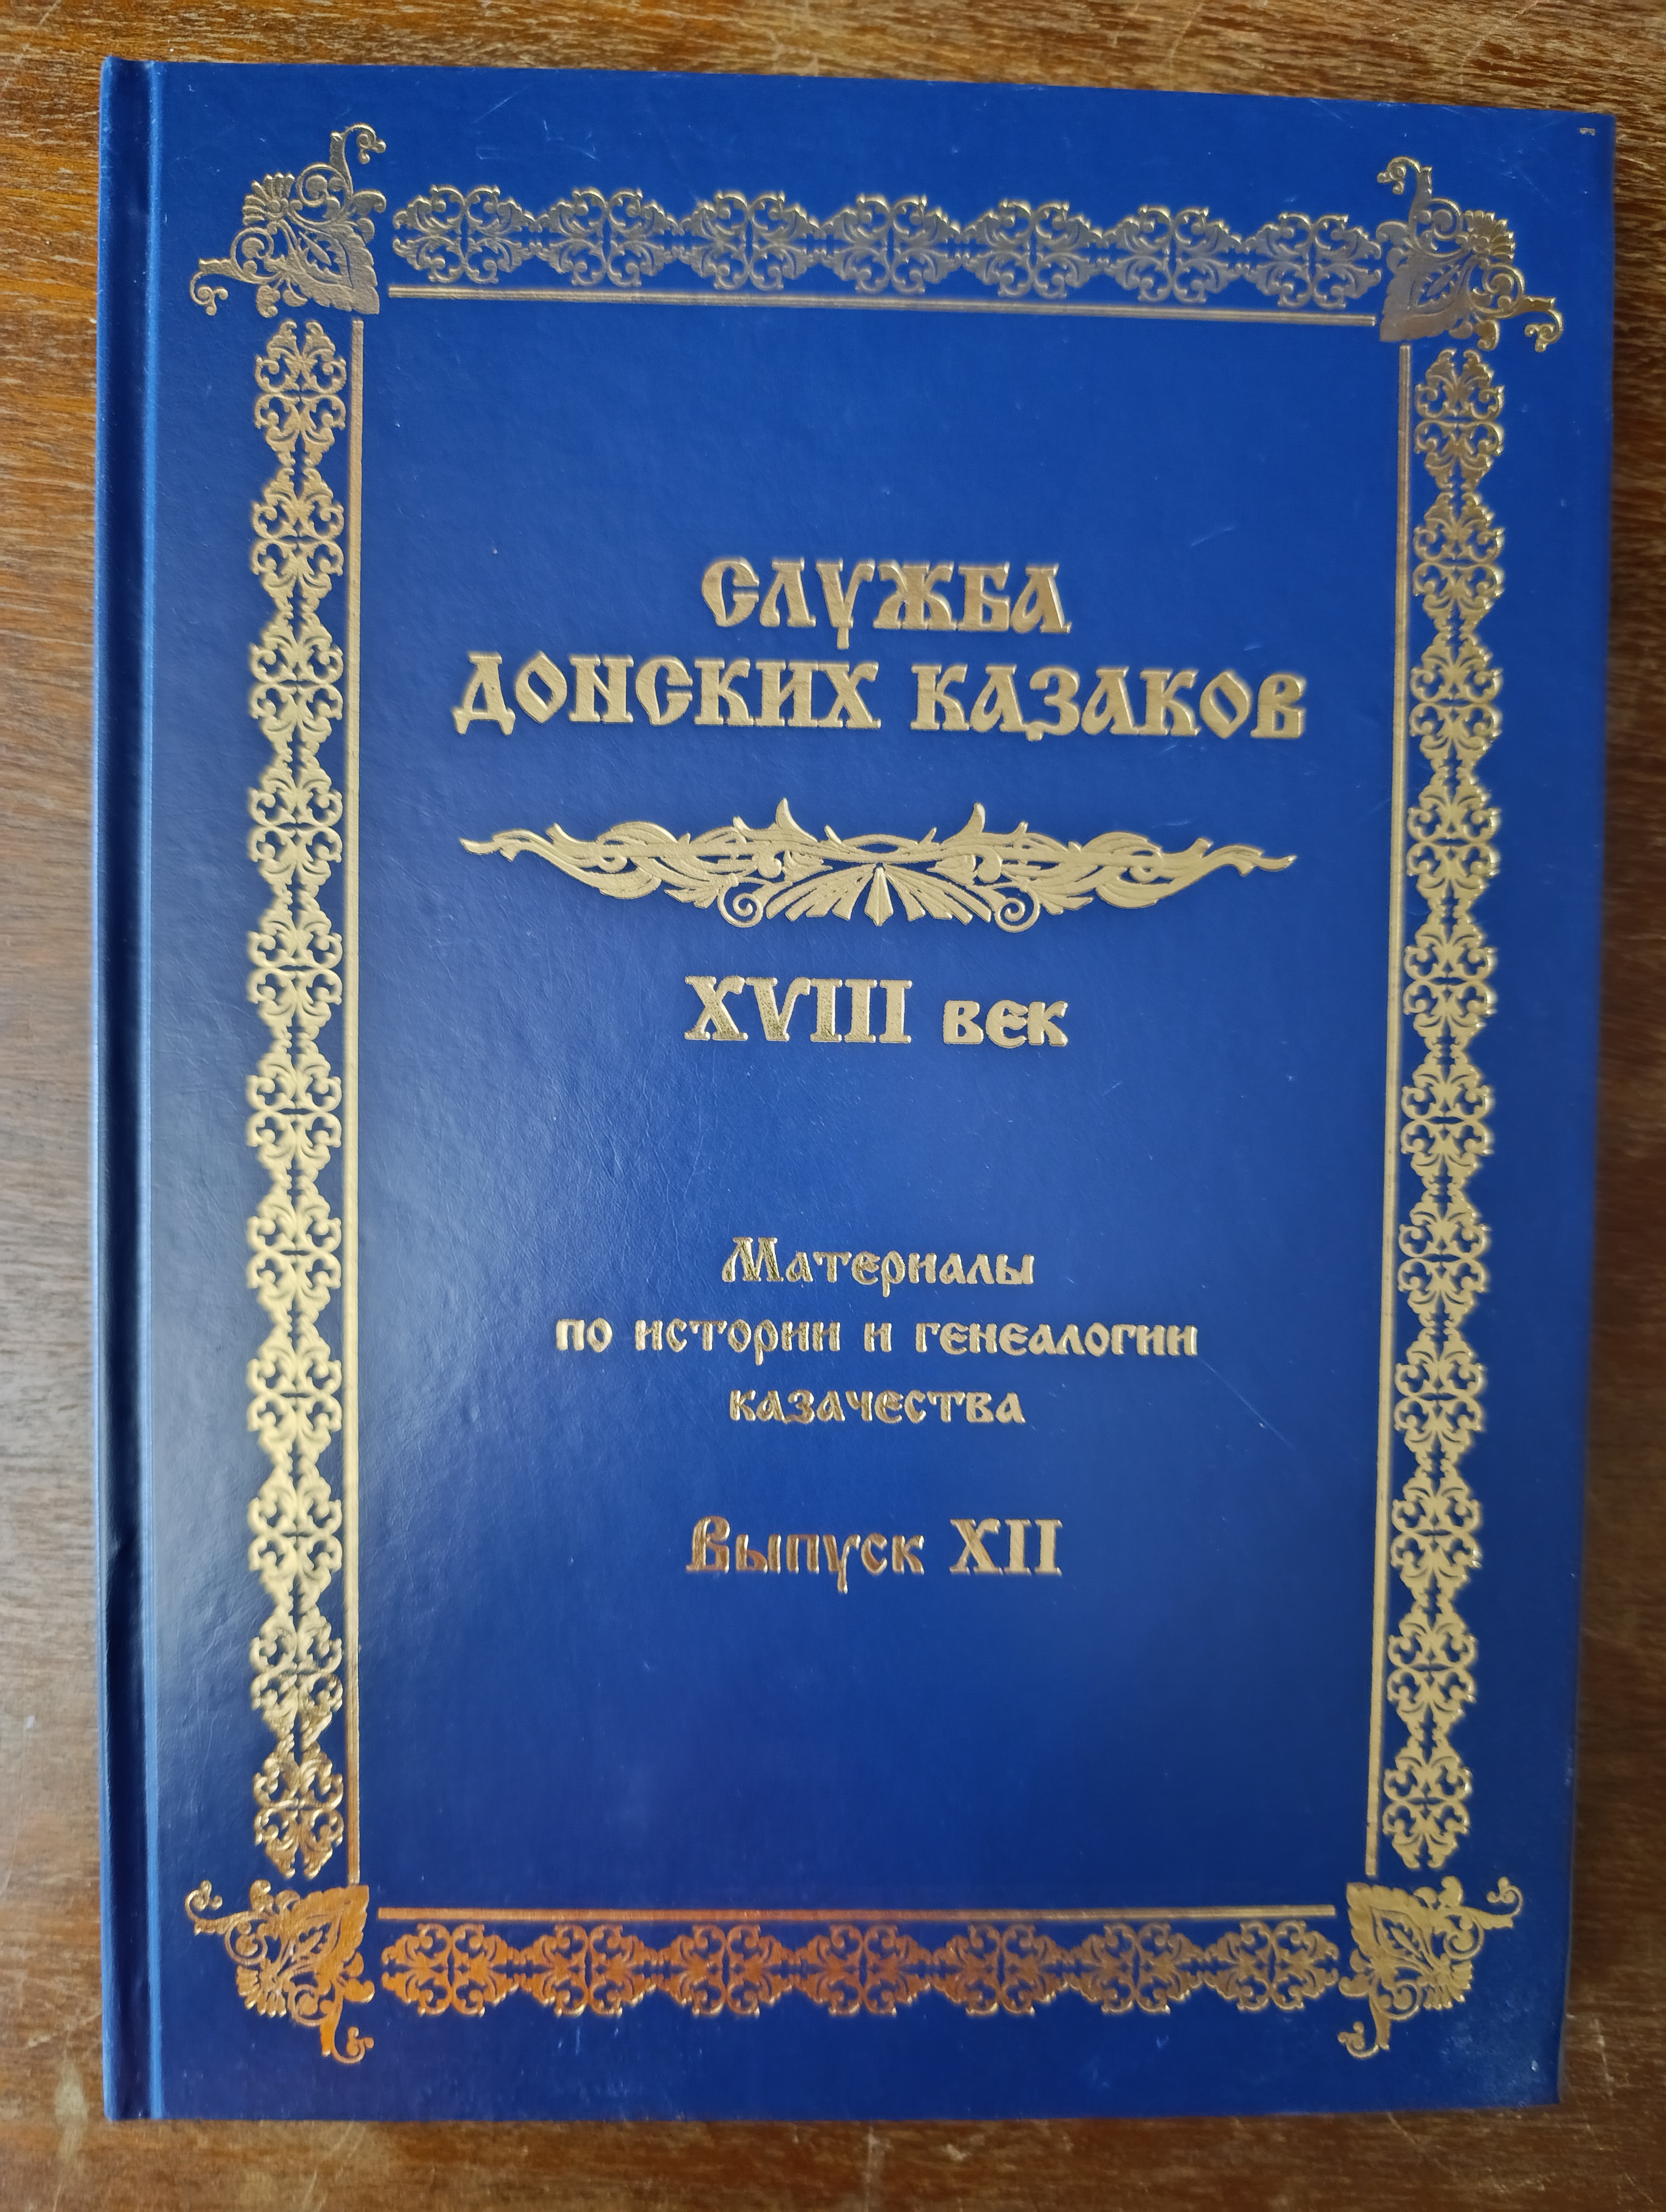 СЛУЖБА
ДОНСКИХ КАЗАКОВ
XVIII век
Материалы
по истории и генеалогии
казачества
Выпуск XII